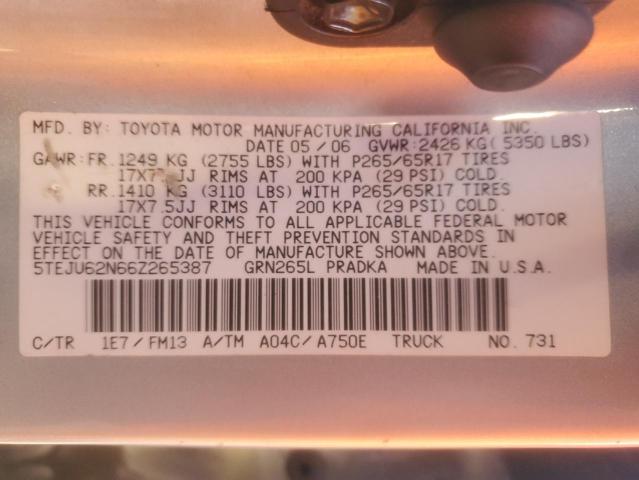 MFD. BY: TOYOTA MOTOR MANUFACTURING CALIFORNIA INC.
DATE 05 / 06 GVWR:2426 KG( 5350 LBS)
GAWR:FR. 1249 KG (2755 LBS) WITH P265/65R17 TIRES
17X7.5JJ RIMS AT 200 KPA (29 PSI) COLD.
RR. 1410 KG (3110 LBS) WITH P265/65R17 TIRES
17X7.5JJ RIMS AT 200 KPA (29 PSI) COLD.
THIS VEHICLE CONFORMS TO ALL APPLICABLE FEDERAL MOTOR
VEHICLE SAFETY AND THEFT PREVENTION STANDARDS IN
EFFECT ON THE DATE OF MANUFACTURE SHOWN ABOVE.
5TEJU62N66Z265387 GRN265L PRADKA MADE IN U.S.A.
C/TR 1E7 / FM13 A/TM A04C / A750E TRUCK NO. 731